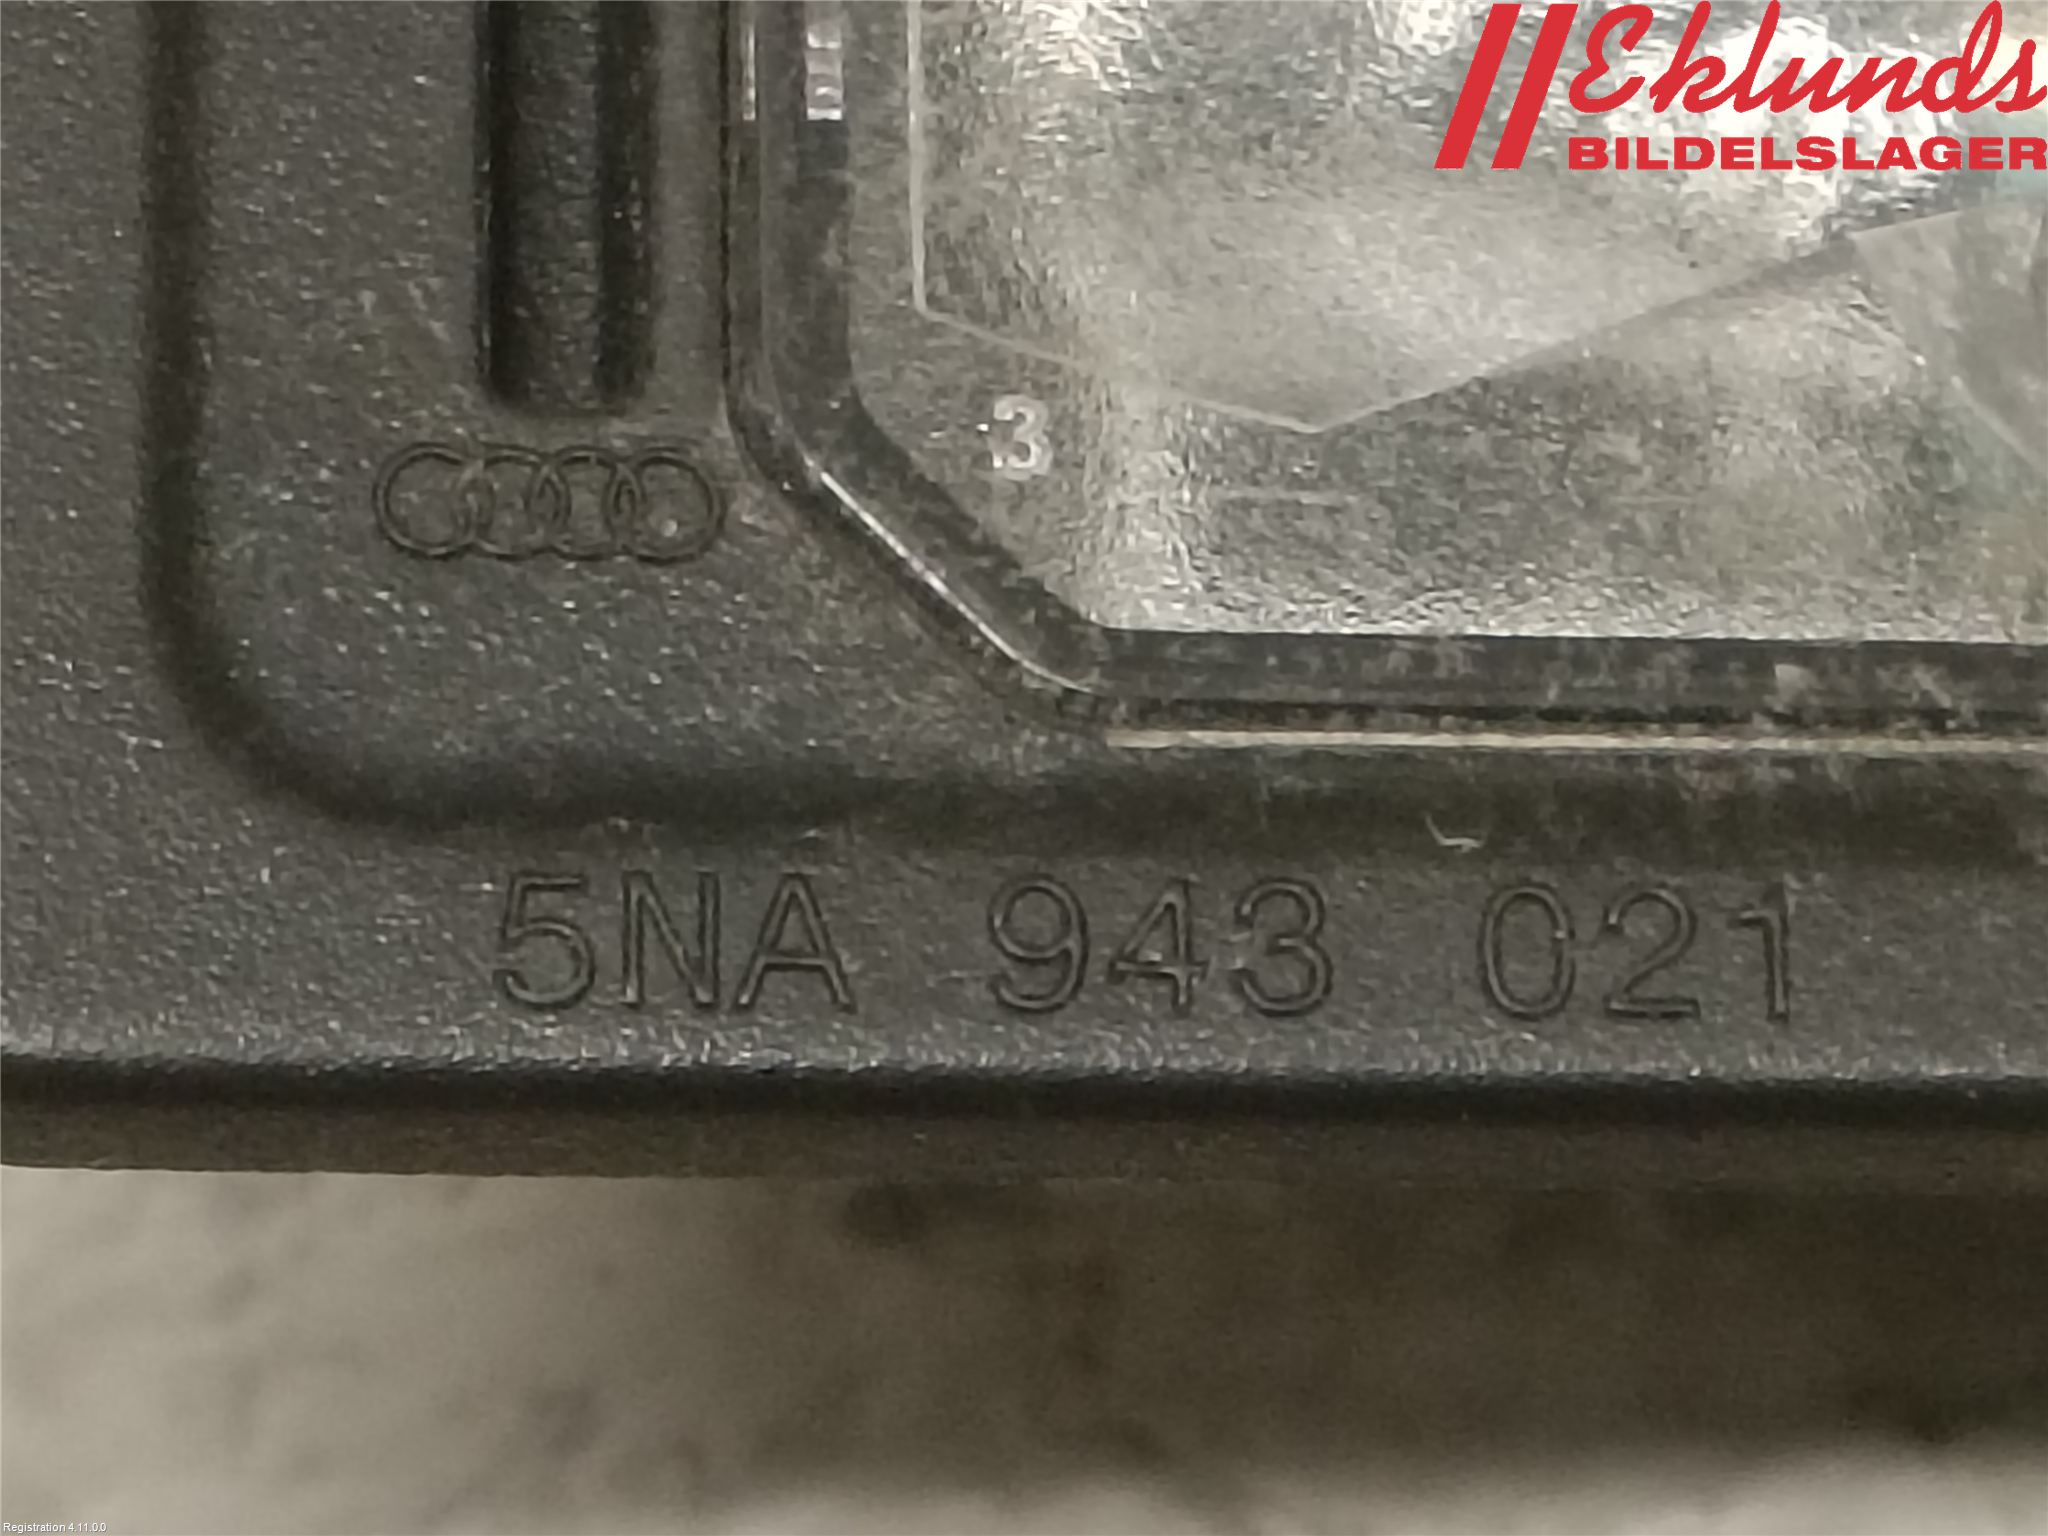 Eklunds
BILDELSLAGER
3
5NA 943 021
Registration 4.11.0.0